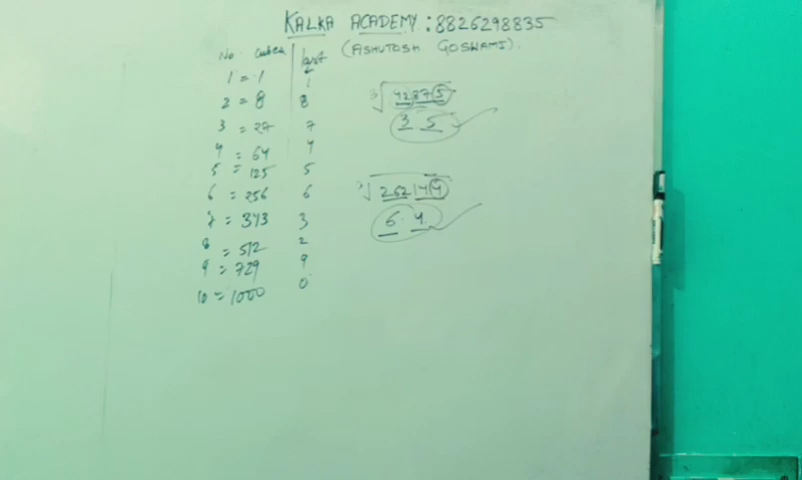 KALKA ACADEMY : 8826298835
(ASHUTOSH GOSWAMI).
No. cubes last
1 = 1 1
2 = 8 8
3 = 27 7
4 = 64 4
5 = 125 5
6 = 256 6
7 = 343 3
8 = 512 2
9 = 729 9
10 = 1000 0
3√42875
3 5
3√262144
6 4